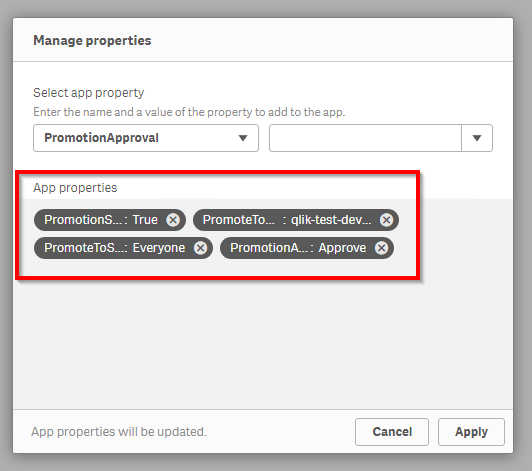 Manage properties
Select app property
Enter the name and a value of the property to add to the app.
PromotionApproval
App properties
PromotionS...: True PromoteTo... : qlik-test-dev...
PromoteToS...: Everyone PromotionA...: Approve
App properties will be updated. Cancel Apply